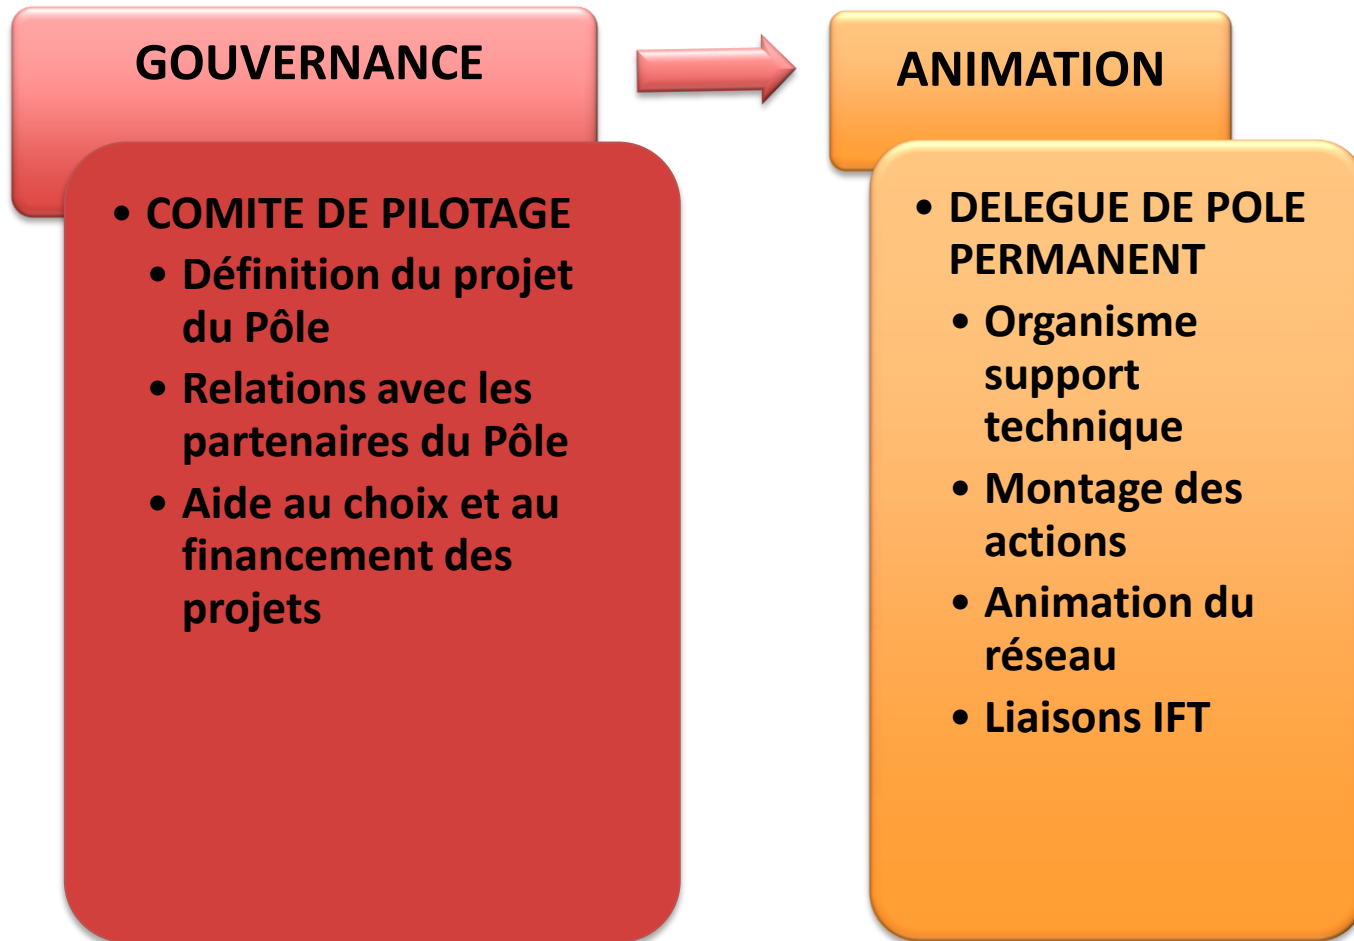 GOUVERNANCE
• COMITE DE PILOTAGE
• Définition du projet
du Pôle
• Relations avec les
partenaires du Pôle
• Aide au choix et au
financement des
projets
ANIMATION
• DELEGUE DE POLE
PERMANENT
• Organisme
support
technique
• Montage des
actions
• Animation du
réseau
• Liaisons IFT